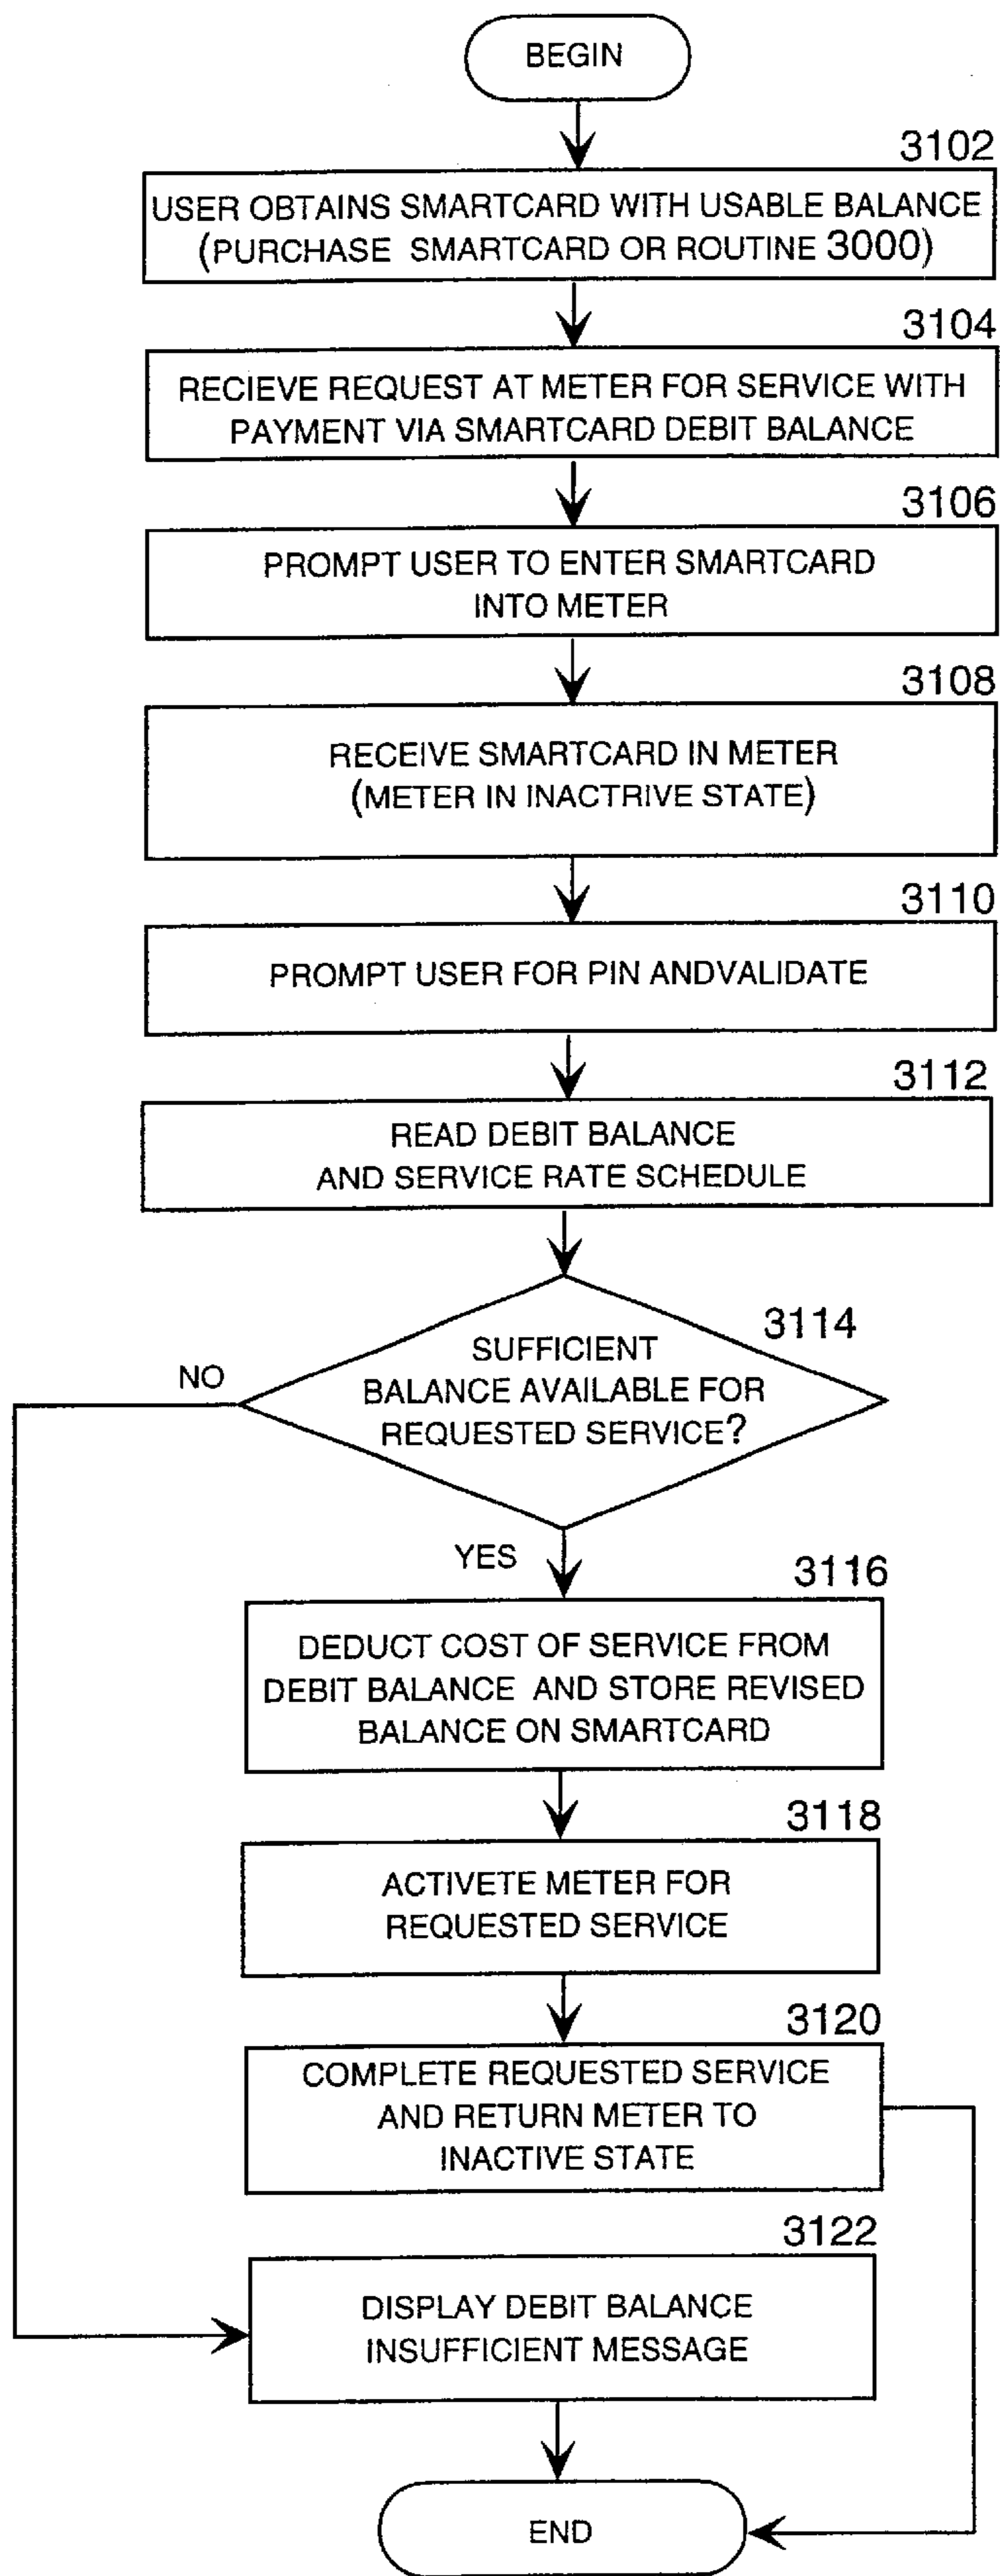 BEGIN
3102
USER OBTAINS SMARTCARD WITH USABLE BALANCE
(PURCHASE SMARTCARD OR ROUTINE 3000)
3104
RECIEVE REQUEST AT METER FOR SERVICE WITH
PAYMENT VIA SMARTCARD DEBIT BALANCE
3106
PROMPT USER TO ENTER SMARTCARD
INTO METER
3108
RECEIVE SMARTCARD IN METER
(METER IN INACTRIVE STATE)
3110
PROMPT USER FOR PIN ANDVALIDATE
3112
READ DEBIT BALANCE
AND SERVICE RATE SCHEDULE
3114
SUFFICIENT
BALANCE AVAILABLE FOR
REQUESTED SERVICE?
NO
YES
3116
DEDUCT COST OF SERVICE FROM
DEBIT BALANCE AND STORE REVISED
BALANCE ON SMARTCARD
3118
ACTIVETE METER FOR
REQUESTED SERVICE
3120
COMPLETE REQUESTED SERVICE
AND RETURN METER TO
INACTIVE STATE
3122
DISPLAY DEBIT BALANCE
INSUFFICIENT MESSAGE
END